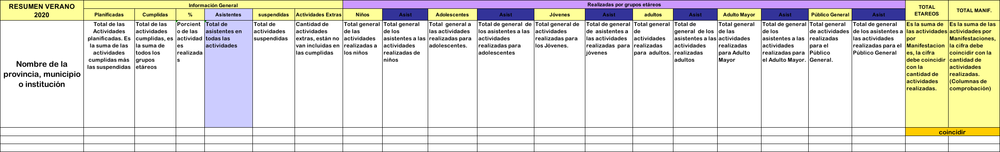 RESUMEN VERANO
2020
Información General
Realizadas por grupos etáreos
TOTAL
ETAREOS
TOTAL MANIF.
Planificadas
Cumplidas
%
Asistentes
suspendidas
Actividades Extras
Niños
Asist
Adolescentes
Asist
Jóvenes
Asist
adultos
Asist
Adulto Mayor
Asist
Público General
Asist
Nombre de la
provincia, municipio
o institución
Total de las
Actividades
planificadas. Es
la suma de las
actividades
cumplidas más
las suspendidas
Total de las
actividades
cumplidas, es
la suma de
todos los
grupos
etáreos
Porcient
o de las
actividad
es
realizada
s
Total de
asistentes en
todas las
actividades
Total de
actividades
suspendidas
Cantidad de
actividades
extras, están no
van incluidas en
las cumplidas
Total general
de las
actividades
realizadas a
los niños
Total general
de los
asistentes a las
actividades
realizadas de
niños
Total  general a
las actividades
realizadas para
adolescentes.
Total de general  de
los asistentes a las
actividades
realizadas para
adolescentes
Total general de
actividades
realizadas para
los Jóvenes.
Total de general
de  asistentes a
las actividades
realizadas  para
jóvenes
Total general
de
actividades
realizadas
para  adultos.
Total de
general  de los
asistentes a las
actividades
realizadas
adultos
Total general
de las
actividades
realizadas
para Adulto
Mayor
Total de general
de los
asistentes a las
actividades
realizadas para
el Adulto Mayor.
Total general
de actividades
realizadas
para el
Público
General.
Total de general
de los asistentes a
las actividades
realizadas para el
Público General
Es la suma de
las actividades
por
Manifestacion
es, la cifra
debe coincidir
con la
cantidad de
actividades
realizadas.
Es la suma de las
actividades por
Manifestaciones,
la cifra debe
coincidir con la
cantidad de
actividades
realizadas.
(Columnas de
comprobación)
coincidir